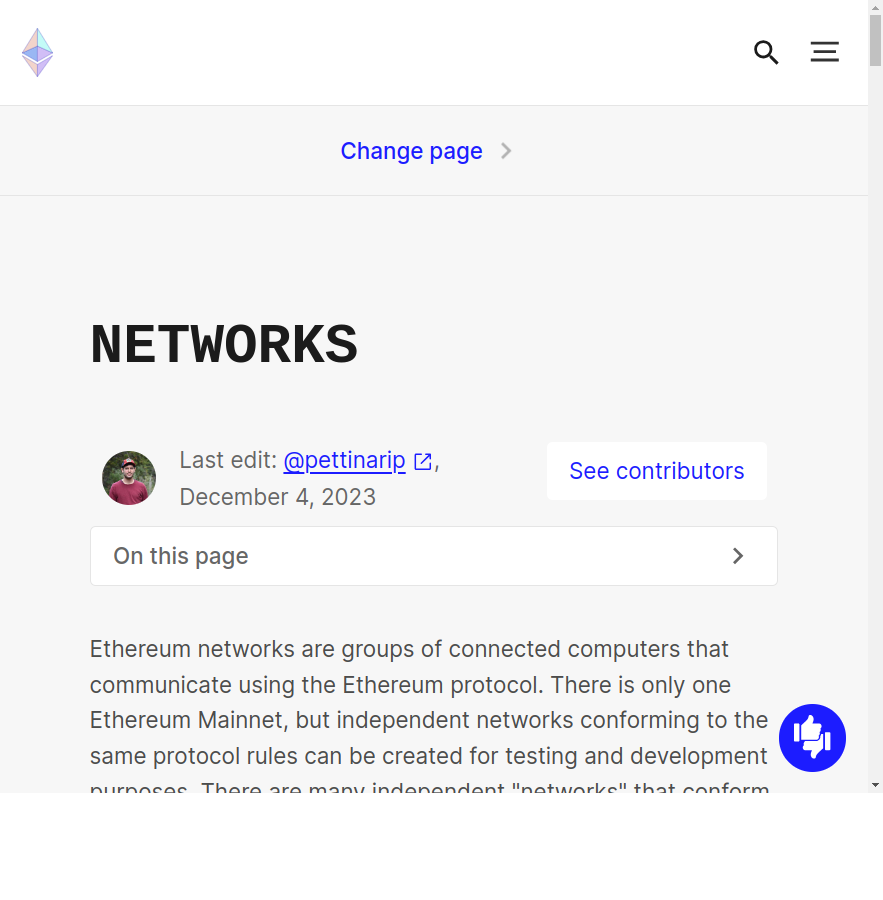 Change page
NETWORKS
Last edit: @pettinarip,
December 4, 2023
See contributors
On this page
Ethereum networks are groups of connected computers that
communicate using the Ethereum protocol. There is only one
Ethereum Mainnet, but independent networks conforming to the
same protocol rules can be created for testing and development
purposes. There are many independent "networks" that conform